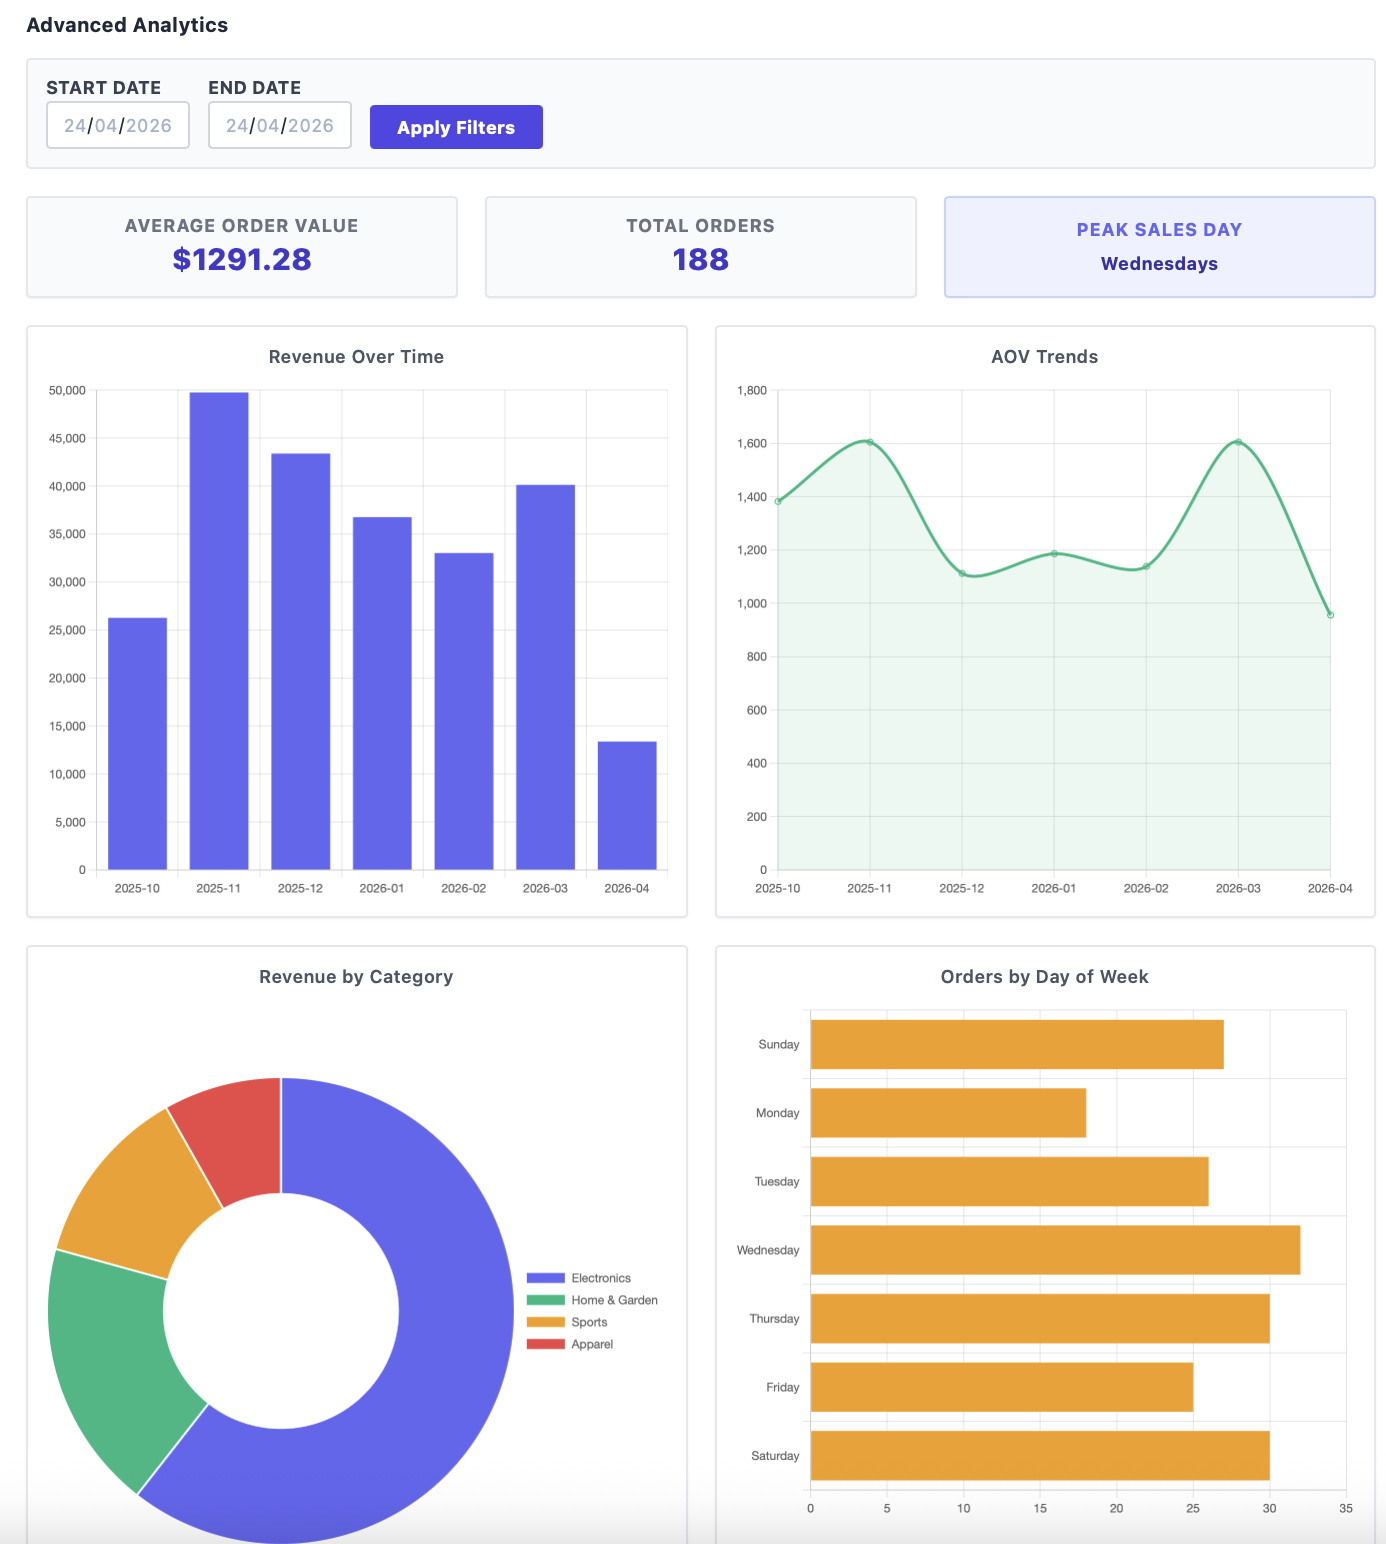 Advanced Analytics
START DATE
END DATE
24/04/2026
24/04/2026
Apply Filters
AVERAGE ORDER VALUE
$1291.28
TOTAL ORDERS
188
PEAK SALES DAY
Wednesdays
Revenue Over Time
50,000
45,000
40,000
35,000
30,000
25,000
20,000
15,000
10,000
5,000
0
2025-10 2025-11 2025-12 2026-01 2026-02 2026-03 2026-04
AOV Trends
1,800
1,600
1,400
1,200
1,000
800
600
400
200
0
2025-10 2025-11 2025-12 2026-01 2026-02 2026-03 2026-04
Revenue by Category
Electronics
Home & Garden
Sports
Apparel
Orders by Day of Week
Sunday
Monday
Tuesday
Wednesday
Thursday
Friday
Saturday
0 5 10 15 20 25 30 35